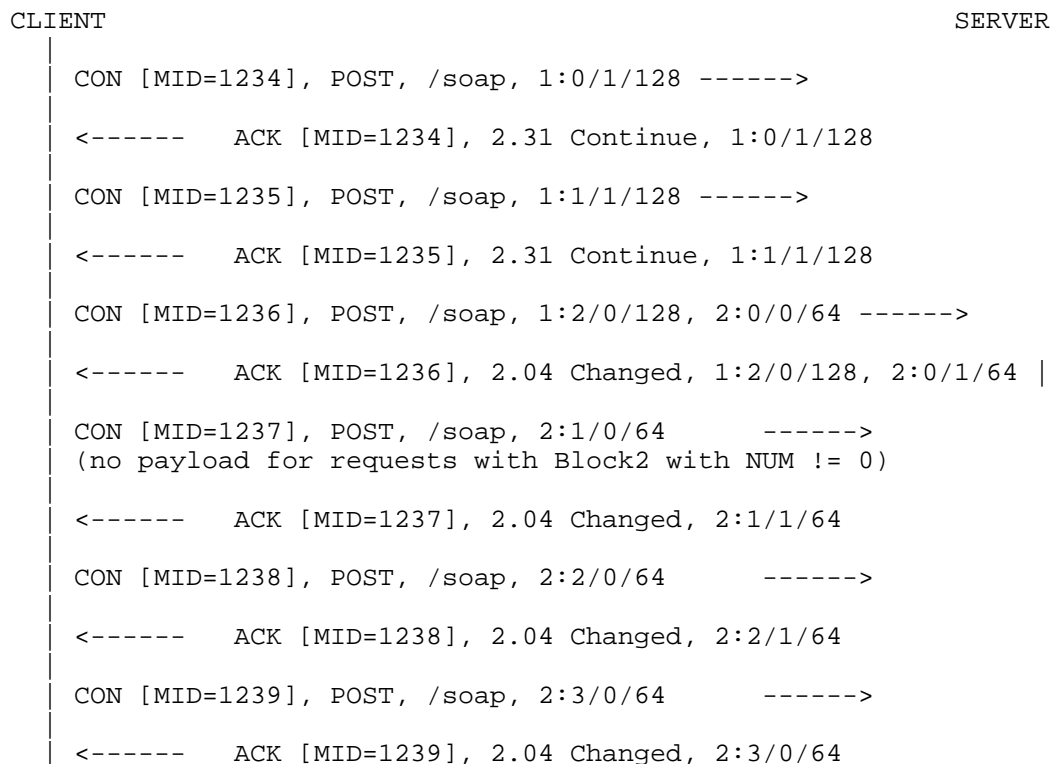 CLIENT                                                     SERVER
  |
  | CON [MID=1234], POST, /soap, 1:0/1/128 ------>
  |
  | <------   ACK [MID=1234], 2.31 Continue, 1:0/1/128
  |
  | CON [MID=1235], POST, /soap, 1:1/1/128 ------>
  |
  | <------   ACK [MID=1235], 2.31 Continue, 1:1/1/128
  |
  | CON [MID=1236], POST, /soap, 1:2/0/128, 2:0/0/64 ------>
  |
  | <------   ACK [MID=1236], 2.04 Changed, 1:2/0/128, 2:0/1/64 |
  |
  | CON [MID=1237], POST, /soap, 2:1/0/64      ------>
  | (no payload for requests with Block2 with NUM != 0)
  |
  | <------   ACK [MID=1237], 2.04 Changed, 2:1/1/64
  |
  | CON [MID=1238], POST, /soap, 2:2/0/64      ------>
  |
  | <------   ACK [MID=1238], 2.04 Changed, 2:2/1/64
  |
  | CON [MID=1239], POST, /soap, 2:3/0/64      ------>
  |
  | <------   ACK [MID=1239], 2.04 Changed, 2:3/0/64